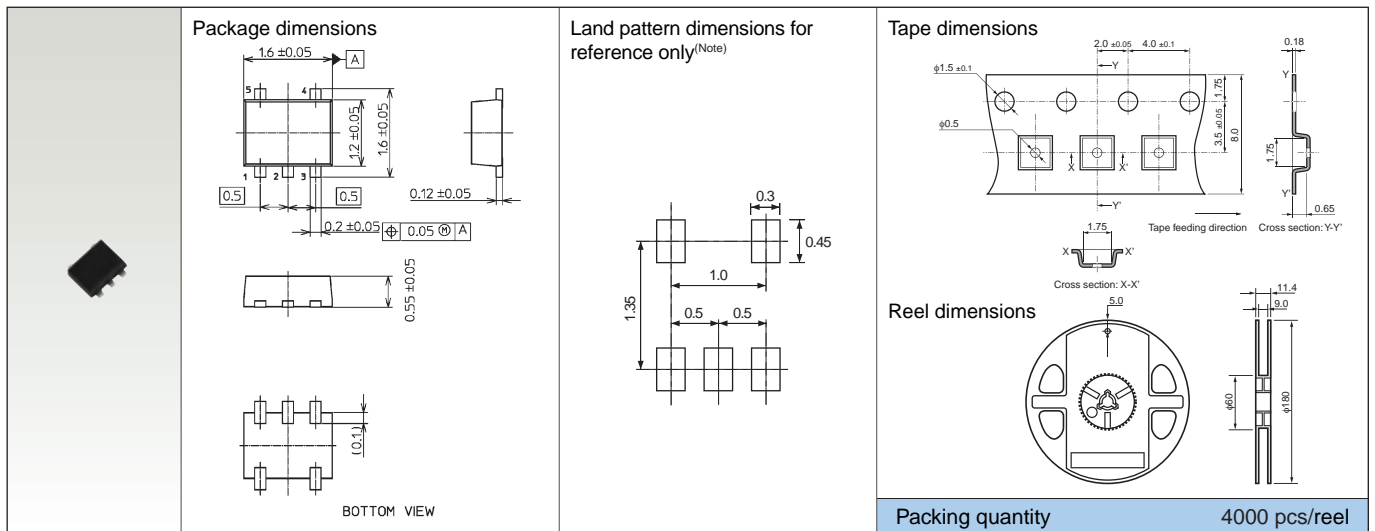 Package dimensions
1.6 ±0.05
A
5
4
1.2 ±0.05
1.6 ±0.05
1
2
3
0.5
0.5
0.12 ±0.05
0.2 ±0.05
⌖ 0.05 Ⓜ A
0.55 ±0.05
(0.1)
BOTTOM VIEW
Land pattern dimensions for
reference only(Note)
0.3
0.45
1.0
1.35
0.5
0.5
Tape dimensions
2.0 ±0.05
4.0 ±0.1
0.18
φ1.5 ±0.1
Y
Y
1.75
3.5 ±0.05
8.0
φ0.5
1.75
X
X'
Y'
Y'
0.65
1.75
Tape feeding direction
Cross section: Y-Y'
X
X'
Cross section: X-X'
Reel dimensions
5.0
11.4
9.0
φ60
φ180
Packing quantity
4000 pcs/reel